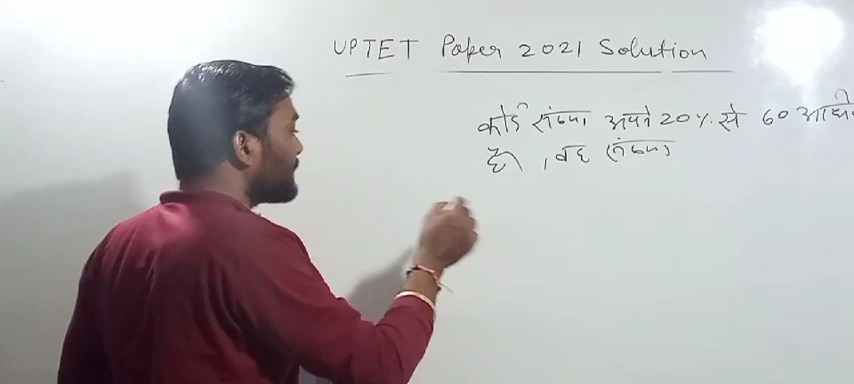 UPTET Paper 2021 Solution
कोई संख्या अपने 20% से 60 अधिक
है।, वह संख्या